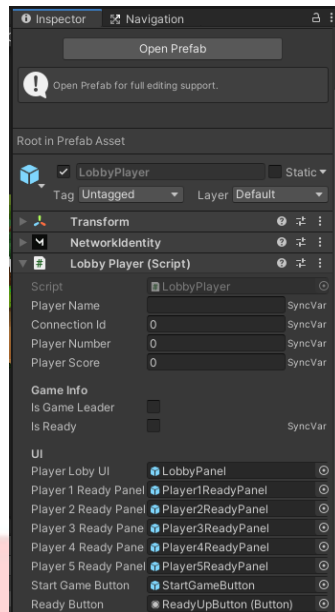 Inspector Navigation
Open Prefab
Open Prefab for full editing support.
Root in Prefab Asset
LobbyPlayer Static
Tag Untagged Layer Default
Transform
NetworkIdentity
Lobby Player (Script)
Script LobbyPlayer
Player Name SyncVar
Connection Id 0 SyncVar
Player Number 0 SyncVar
Player Score 0 SyncVar
Game Info
Is Game Leader
Is Ready SyncVar
UI
Player Loby UI LobbyPanel
Player 1 Ready Panel Player1ReadyPanel
Player 2 Ready Pane Player2ReadyPanel
Player 3 Ready Pane Player3ReadyPanel
Player 4 Ready Pane Player4ReadyPanel
Player 5 Ready Panel Player5ReadyPanel
Start Game Button StartGameButton
Ready Button ReadyUpButton (Button)